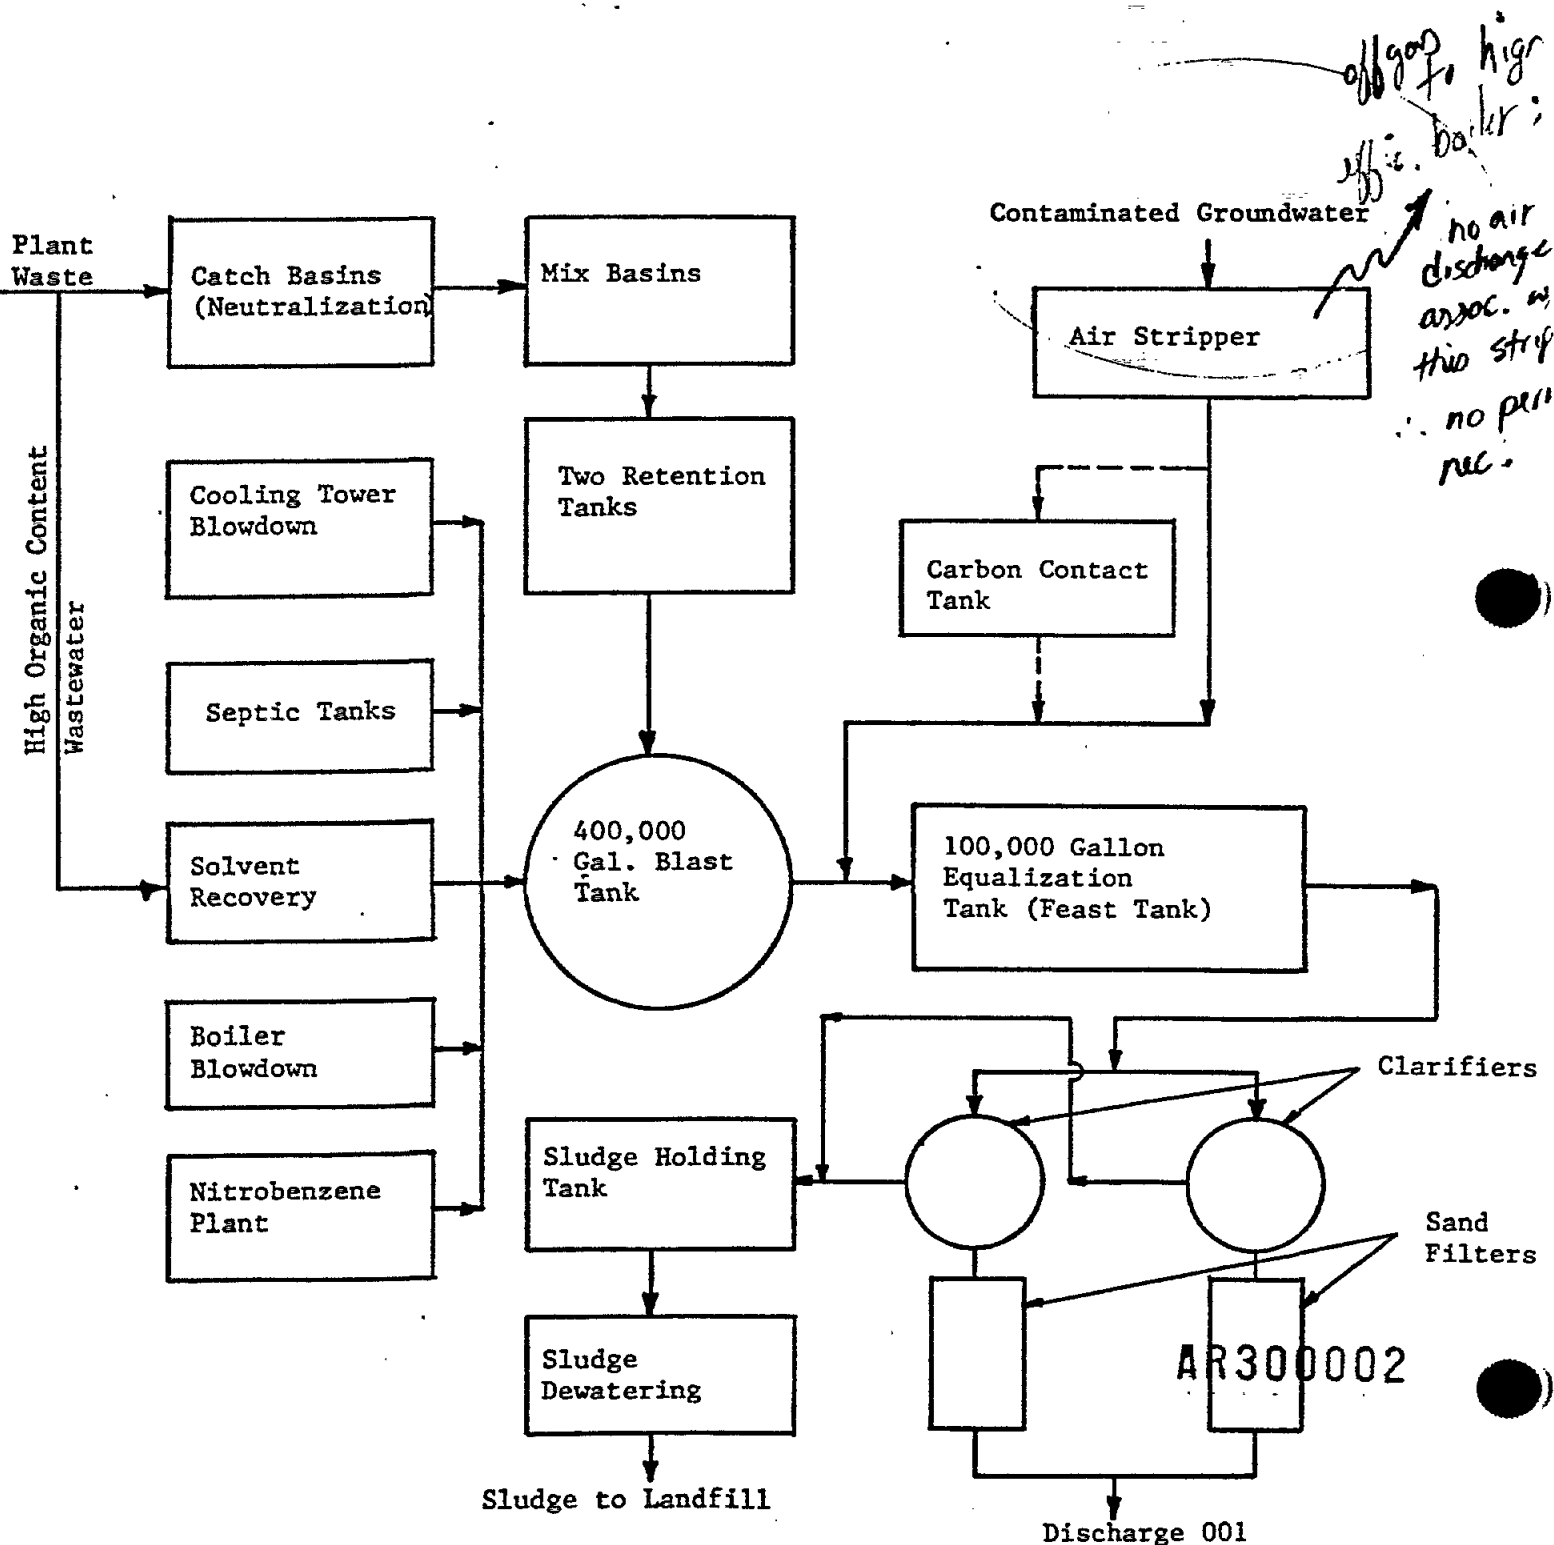 offgas to
effic. boiler;
no air
discharge
assoc.
this
∴ no
nec.
Contaminated Groundwater
Plant
Waste
Catch Basins
(Neutralization)
Mix Basins
Air Stripper
High Organic Content
Wastewater
Cooling Tower
Blowdown
Two Retention
Tanks
Carbon Contact
Tank
Septic Tanks
Solvent
Recovery
400,000
Gal. Blast
Tank
100,000 Gallon
Equalization
Tank (Feast Tank)
Boiler
Blowdown
Clarifiers
Nitrobenzene
Plant
Sludge Holding
Tank
Sand
Filters
Sludge
Dewatering
AR300002
Sludge to Landfill
Discharge 001